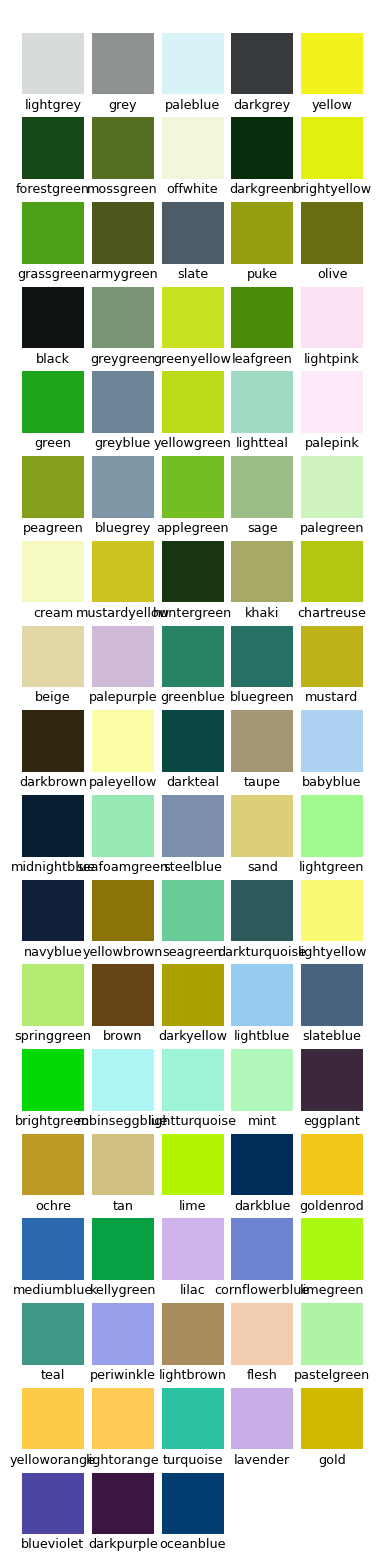 lightgrey grey paleblue darkgrey yellow
forestgreen mossgreen offwhite darkgreen brightyellow
grassgreen armygreen slate puke olive
black greygreen greenyellow leafgreen lightpink
green greyblue yellowgreen lightteal palepink
peagreen bluegrey applegreen sage palegreen
cream mustardyellow huntergreen khaki chartreuse
beige palepurple greenblue bluegreen mustard
darkbrown paleyellow darkteal taupe babyblue
midnightblue seafoamgreen steelblue sand lightgreen
navyblue yellowbrown seagreen darkturquoise lightyellow
springgreen brown darkyellow lightblue slateblue
brightgreen robinseggblue lightturquoise mint eggplant
ochre tan lime darkblue goldenrod
mediumblue kellygreen lilac cornflowerblue limegreen
teal periwinkle lightbrown flesh pastelgreen
yelloworange lightorange turquoise lavender gold
blueviolet darkpurple oceanblue